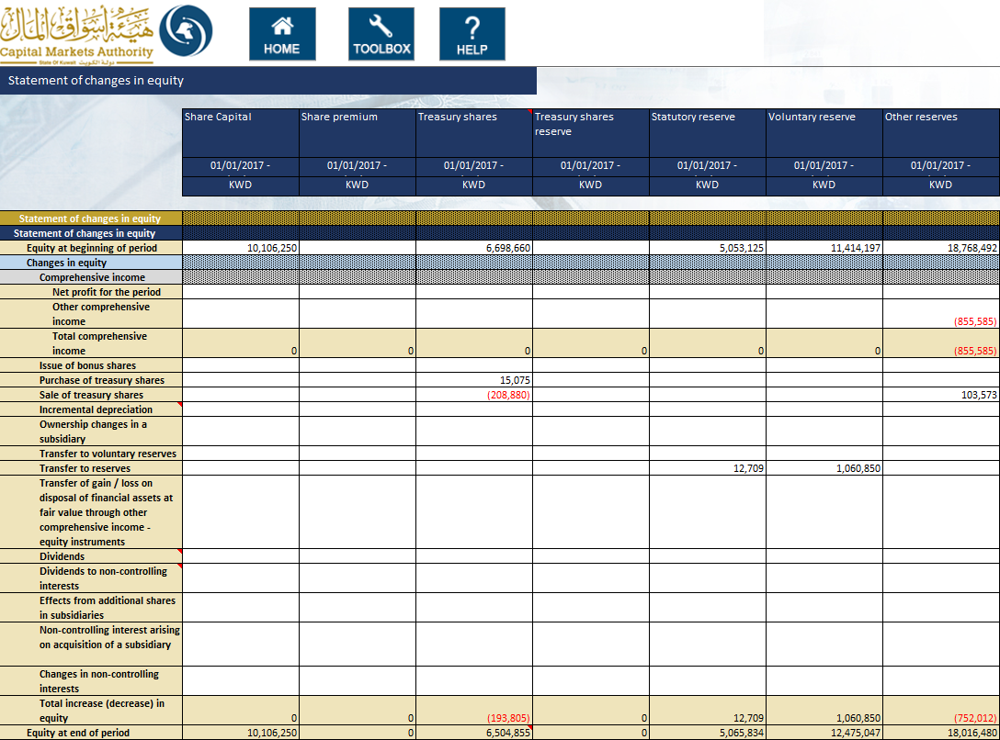 هيئة أسواق المال
Capital Markets Authority
State Of Kuwait دولة الكويت
HOME
TOOLBOX
HELP
Statement of changes in equity
Share Capital Share premium Treasury shares Treasury shares reserve Statutory reserve Voluntary reserve Other reserves
01/01/2017 - 01/01/2017 - 01/01/2017 - 01/01/2017 - 01/01/2017 - 01/01/2017 - 01/01/2017 -
KWD KWD KWD KWD KWD KWD KWD
Statement of changes in equity
Statement of changes in equity
Equity at beginning of period 10,106,250 6,698,660 5,053,125 11,414,197 18,768,492
Changes in equity
Comprehensive income
Net profit for the period
Other comprehensive
income (855,585)
Total comprehensive
income 0 0 0 0 0 0 (855,585)
Issue of bonus shares
Purchase of treasury shares 15,075
Sale of treasury shares (208,880) 103,573
Incremental depreciation
Ownership changes in a
subsidiary
Transfer to voluntary reserves
Transfer to reserves 12,709 1,060,850
Transfer of gain / loss on
disposal of financial assets at
fair value through other
comprehensive income -
equity instruments
Dividends
Dividends to non-controlling
interests
Effects from additional shares
in subsidiaries
Non-controlling interest arising
on acquisition of a subsidiary
Changes in non-controlling
interests
Total increase (decrease) in
equity 0 0 (193,805) 0 12,709 1,060,850 (752,012)
Equity at end of period 10,106,250 0 6,504,855 0 5,065,834 12,475,047 18,016,480